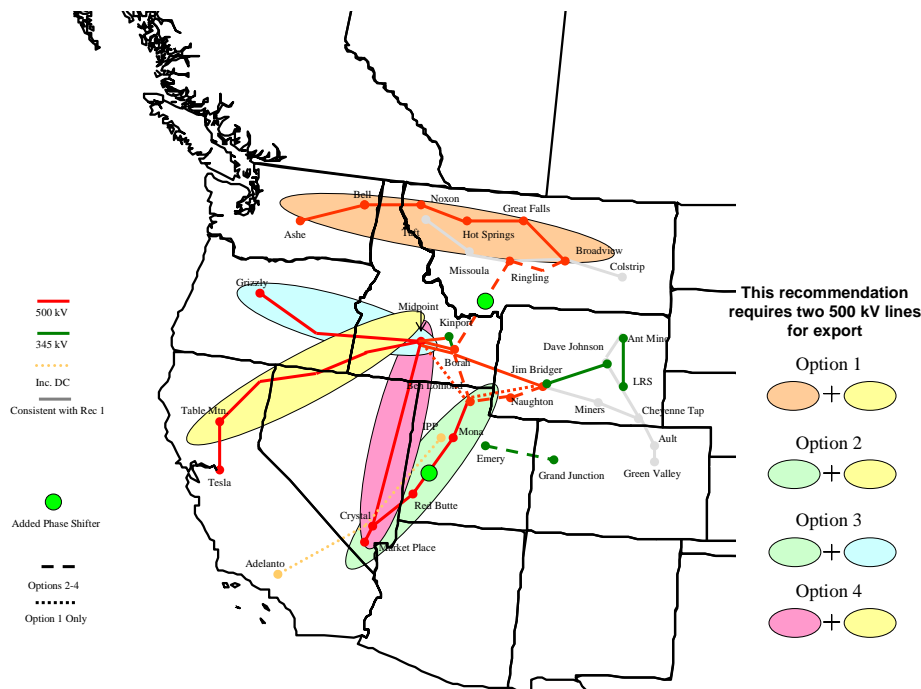 Bell
Noxon
Great Falls
Ashe
Taft
Hot Springs
Broadview
Missoula
Ringling
Colstrip
Grizzly
Midpoint
Kinport
Borah
Dave Johnson
Ant Mine
Jim Bridger
Ben Lomond
LRS
Naughton
Miners
Cheyenne Tap
Table Mtn
IPP
Mona
Emery
Ault
Grand Junction
Green Valley
Tesla
Red Butte
Crystal
Market Place
Adelanto
500 kV
345 kV
Inc. DC
Consistent with Rec 1
Added Phase Shifter
Options 2-4
Option 1 Only
This recommendation
requires two 500 kV lines
for export
Option 1
+
Option 2
+
Option 3
+
Option 4
+